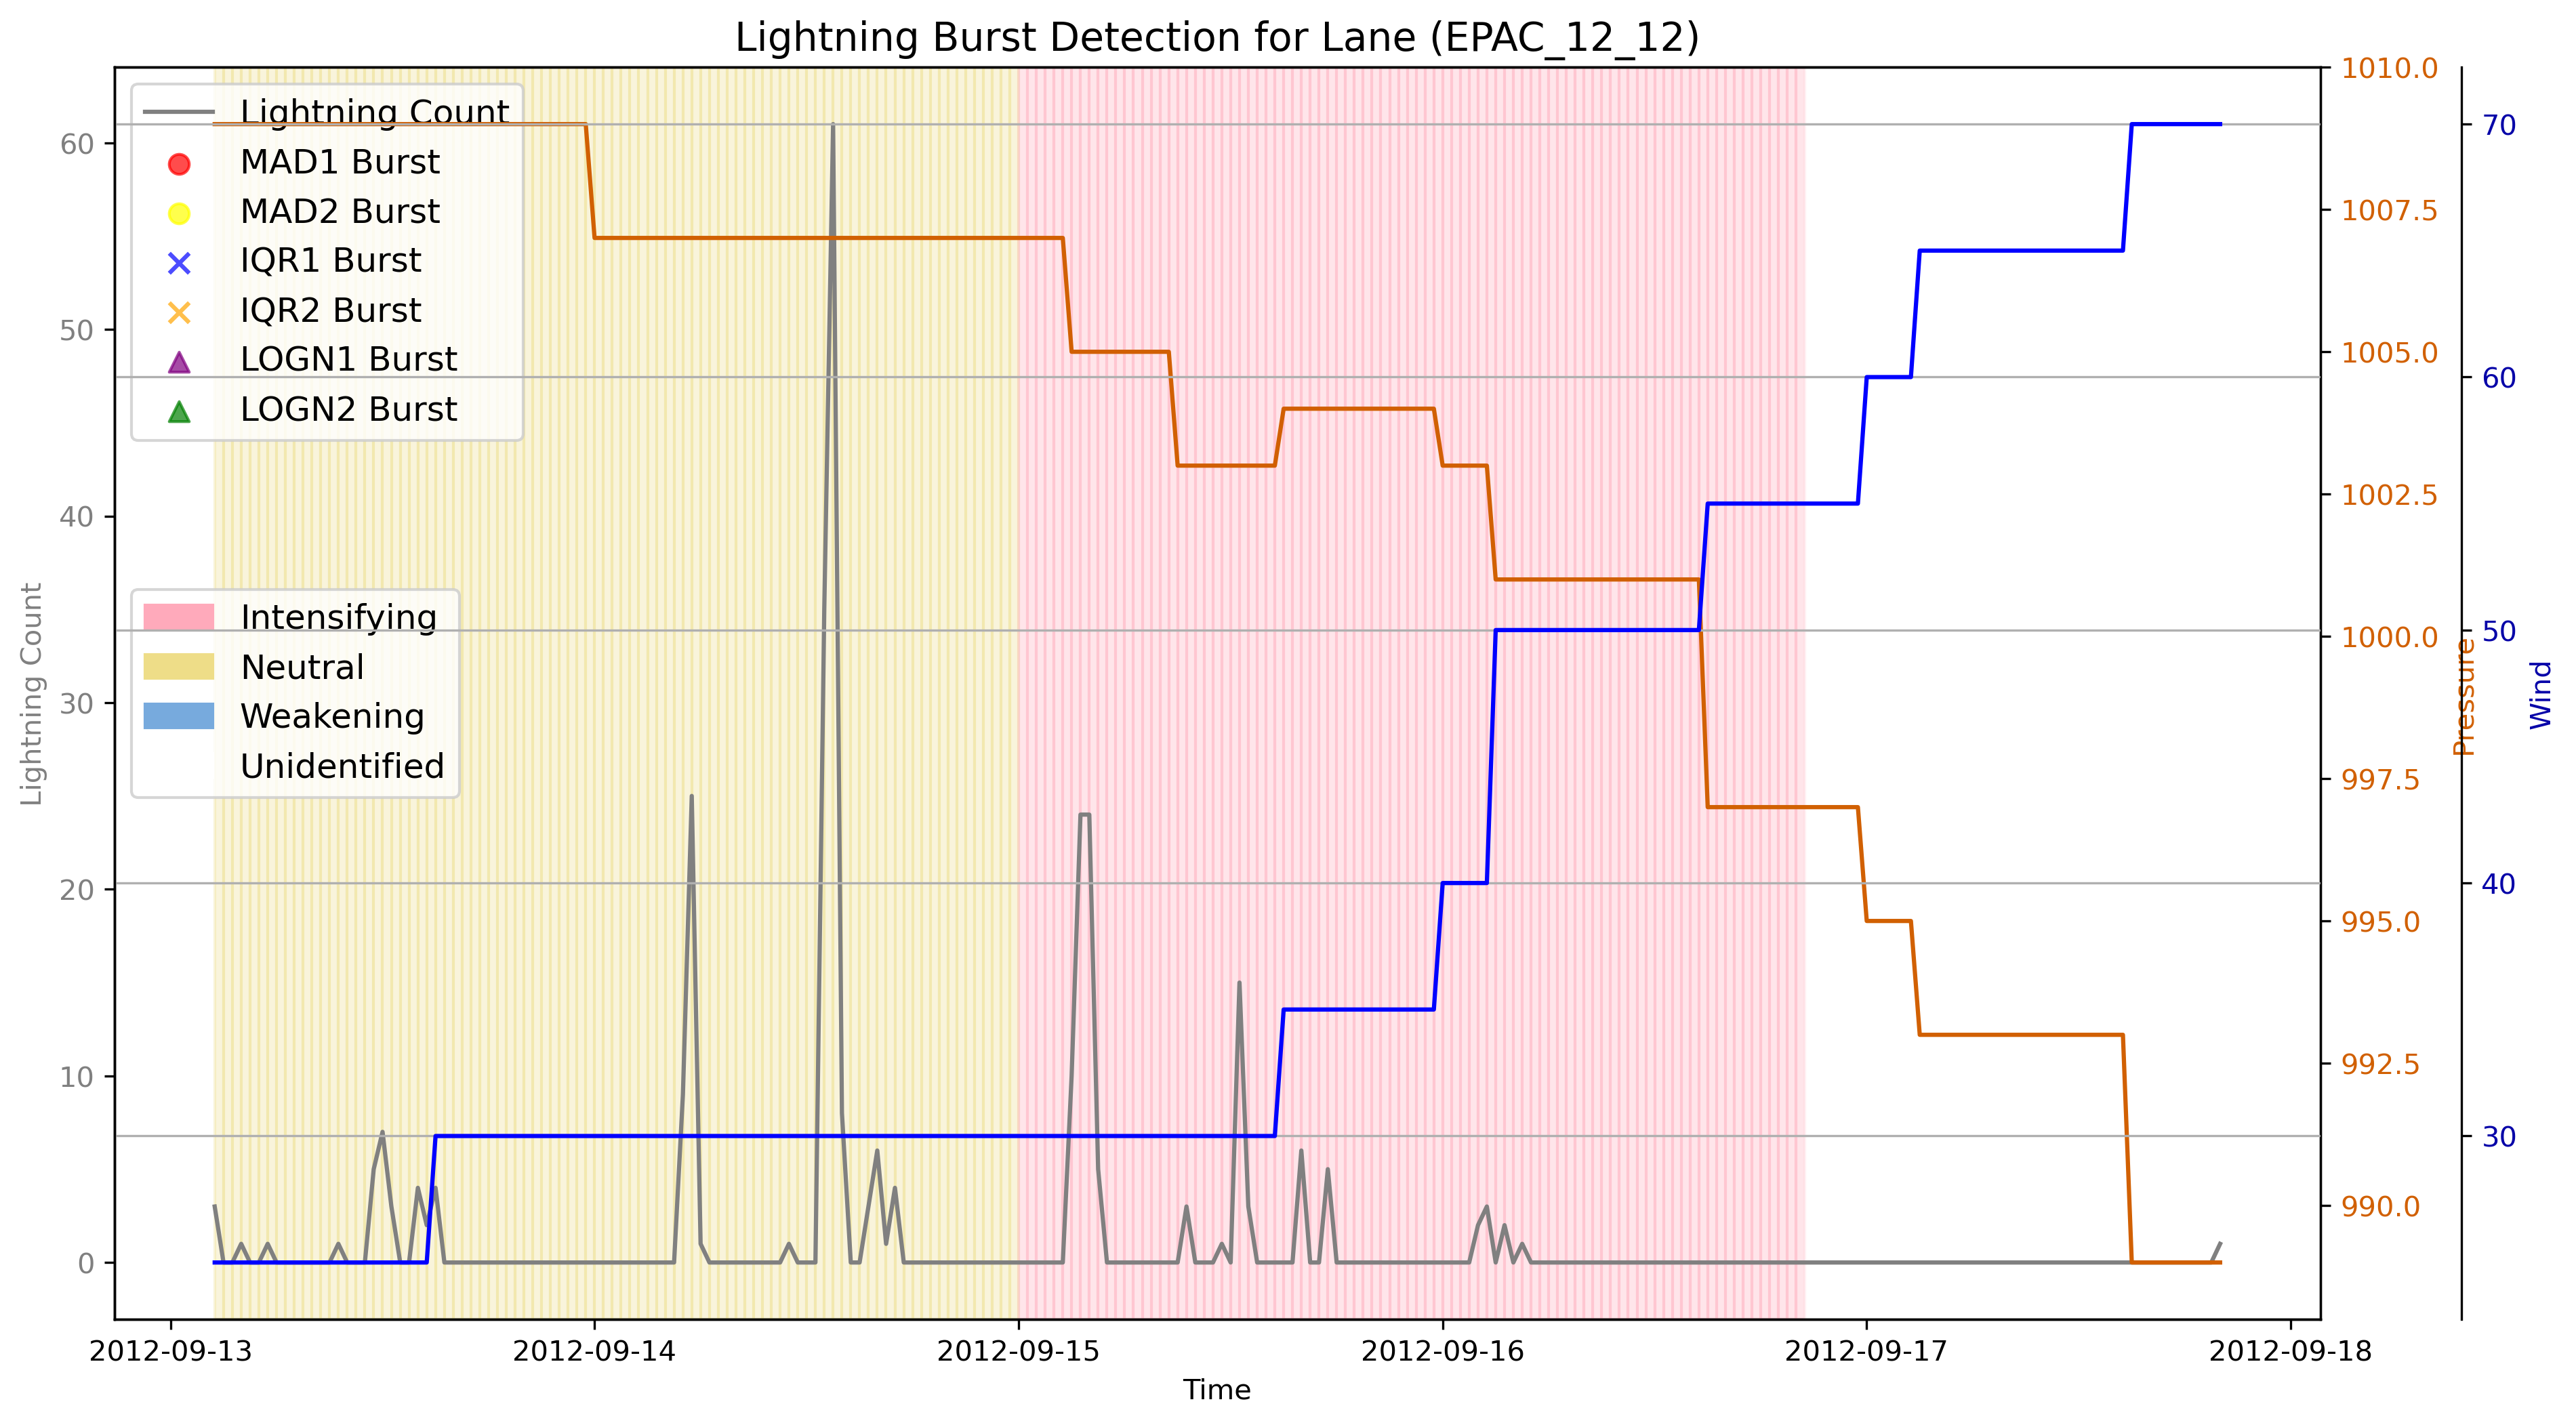 Lightning Burst Detection for Lane (EPAC_12_12)
Lightning Count
MAD1 Burst
MAD2 Burst
IQR1 Burst
IQR2 Burst
LOGN1 Burst
LOGN2 Burst
Intensifying
Neutral
Weakening
Unidentified
Lightning Count
60
50
40
30
20
10
0
1010.0
1007.5
1005.0
1002.5
1000.0
997.5
995.0
992.5
990.0
Pressure
70
60
50
40
30
Wind
2012-09-13
2012-09-14
2012-09-15
2012-09-16
2012-09-17
2012-09-18
Time